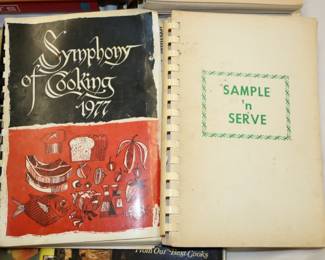 Symphony
of Cooking
1977
SAMPLE
'n
SERVE
From Our Best Cooks